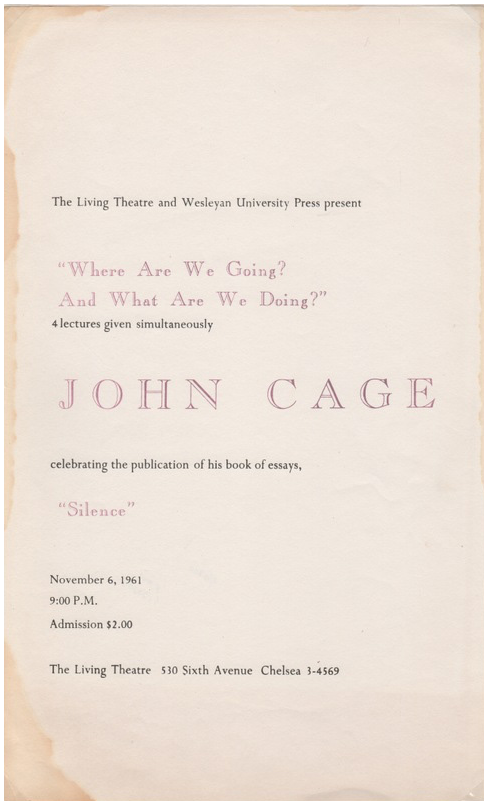 The Living Theatre and Wesleyan University Press present
“Where Are We Going?
And What Are We Doing?”
4 lectures given simultaneously
JOHN CAGE
celebrating the publication of his book of essays,
“Silence”
November 6, 1961
9:00 P.M.
Admission $2.00
The Living Theatre 530 Sixth Avenue Chelsea 3-4569